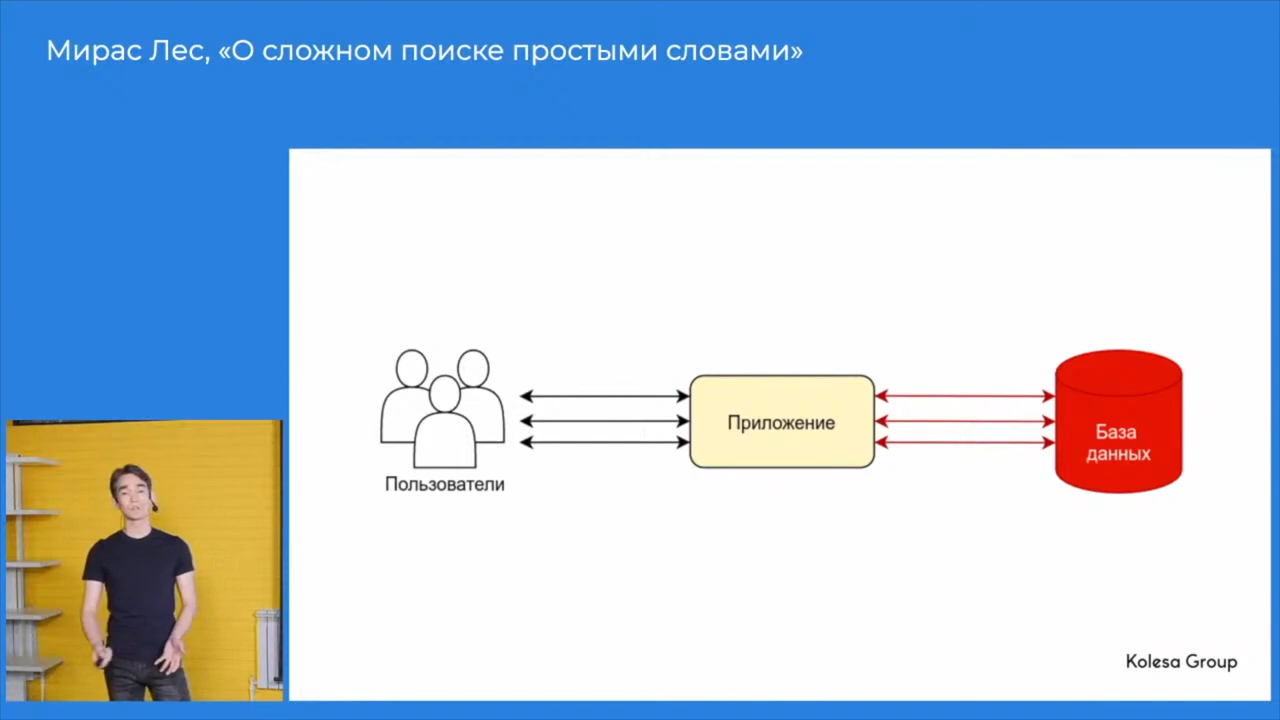 Мирас Лес, «О сложном поиске простыми словами»
Пользователи
Приложение
База
данных
Kolesa Group